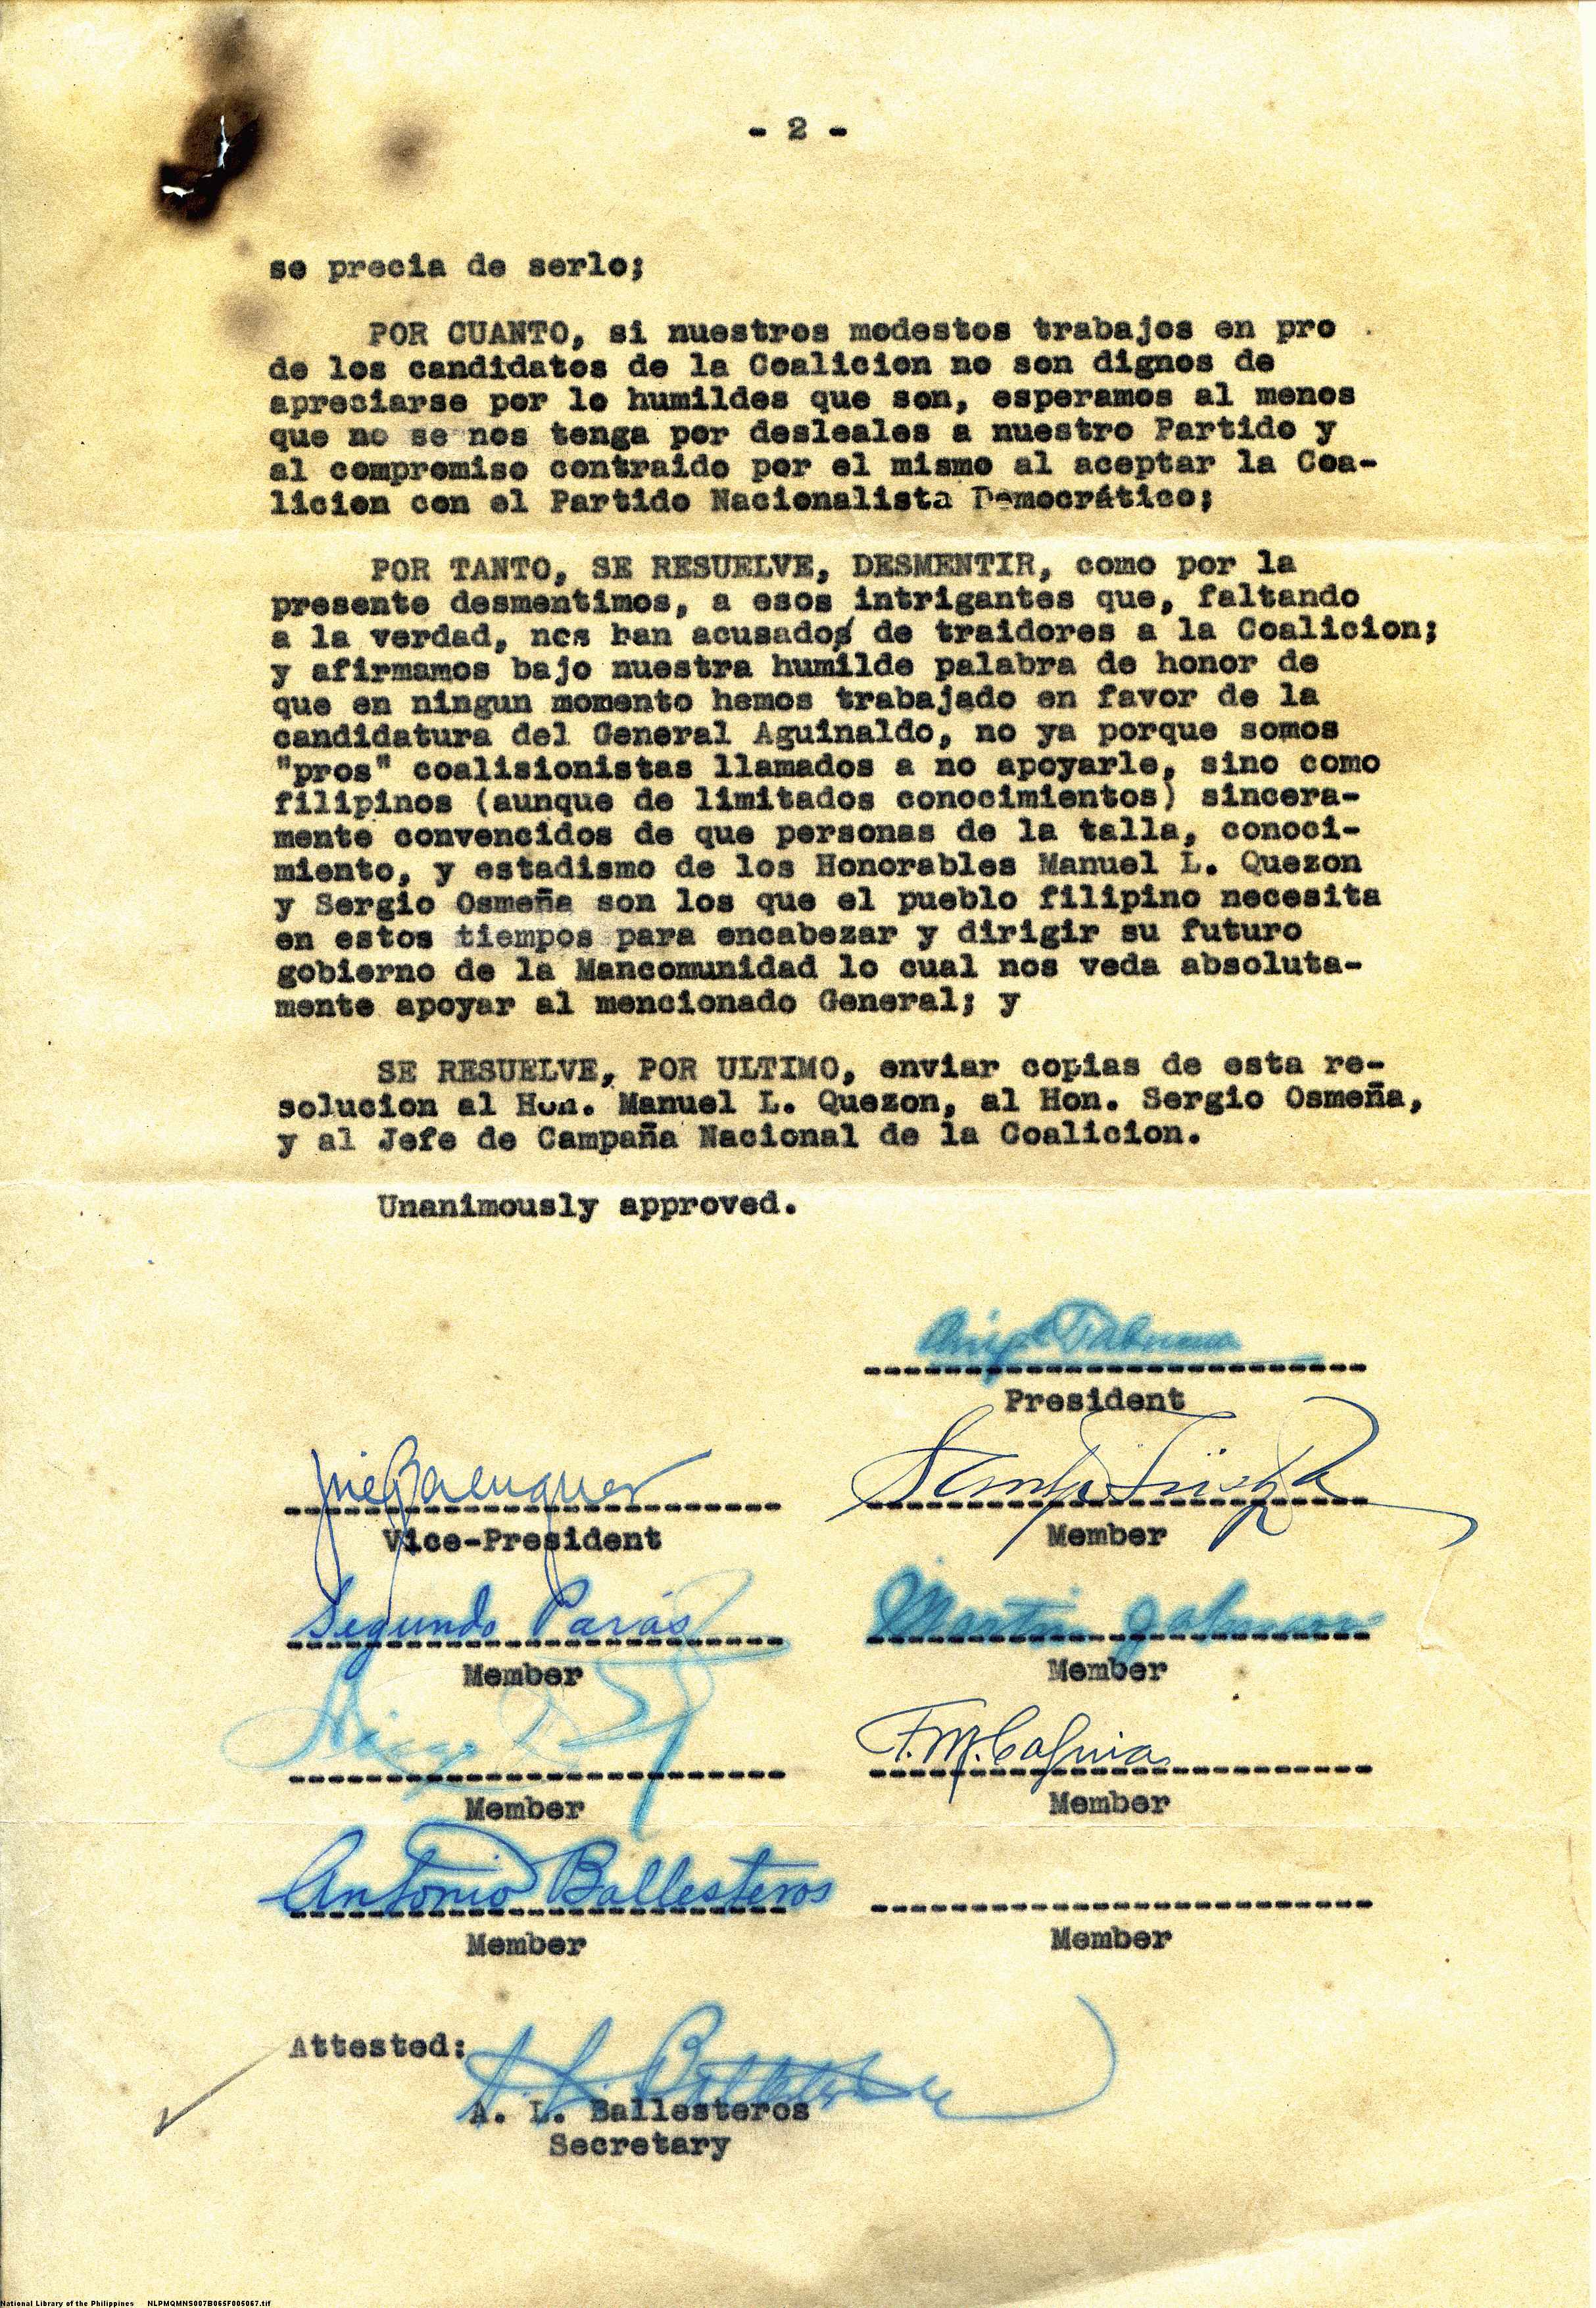 - 2 -
se precia de serlo;
POR CUANTO, si nuestros modestos trabajos en pro
de los candidatos de la Coalicion no son dignos de
apreciarse por lo humildes que son, esperamos al menos
que no se nos tenga por desleales a nuestro Partido y
al compromiso contraido por el mismo al aceptar la Coa-
licion con el Partido Nacionalista Democrático;
POR TANTO, SE RESUELVE, DESMENTIR, como por la
presente desmentimos, a esos intrigantes que, faltando
a la verdad, nos han acusados de traidores a la Coalicion;
y afirmamos bajo nuestra humilde palabra de honor de
que en ningun momento hemos trabajado en favor de la
candidatura del General Aguinaldo, no ya porque somos
"pros" coalisionistas llamados a no apoyarle, sino como
filipinos (aunque de limitados conocimientos) sincera-
mente convencidos de que personas de la talla, conoci-
miento, y estadismo de los Honorables Manuel L. Quezon
y Sergio Osmeña son los que el pueblo filipino necesita
en estos tiempos para encabezar y dirigir su futuro
gobierno de la Mancomunidad lo cual nos veda absoluta-
mente apoyar al mencionado General; y
SE RESUELVE, POR ULTIMO, enviar copias de esta re-
solucion al Hon. Manuel L. Quezon, al Hon. Sergio Osmeña,
y al Jefe de Campaña Nacional de la Coalicion.
Unanimously approved.
President
Vice-President
Member
Segundo Parás
Martin
Member
Member
F. M.
Member
Member
Antonio Ballesteros
Member
Member
Attested:
A. L. Ballesteros
A. L. Ballesteros
Secretary
National Library of the Philippines NLPMQMNS007B065F005067.tif